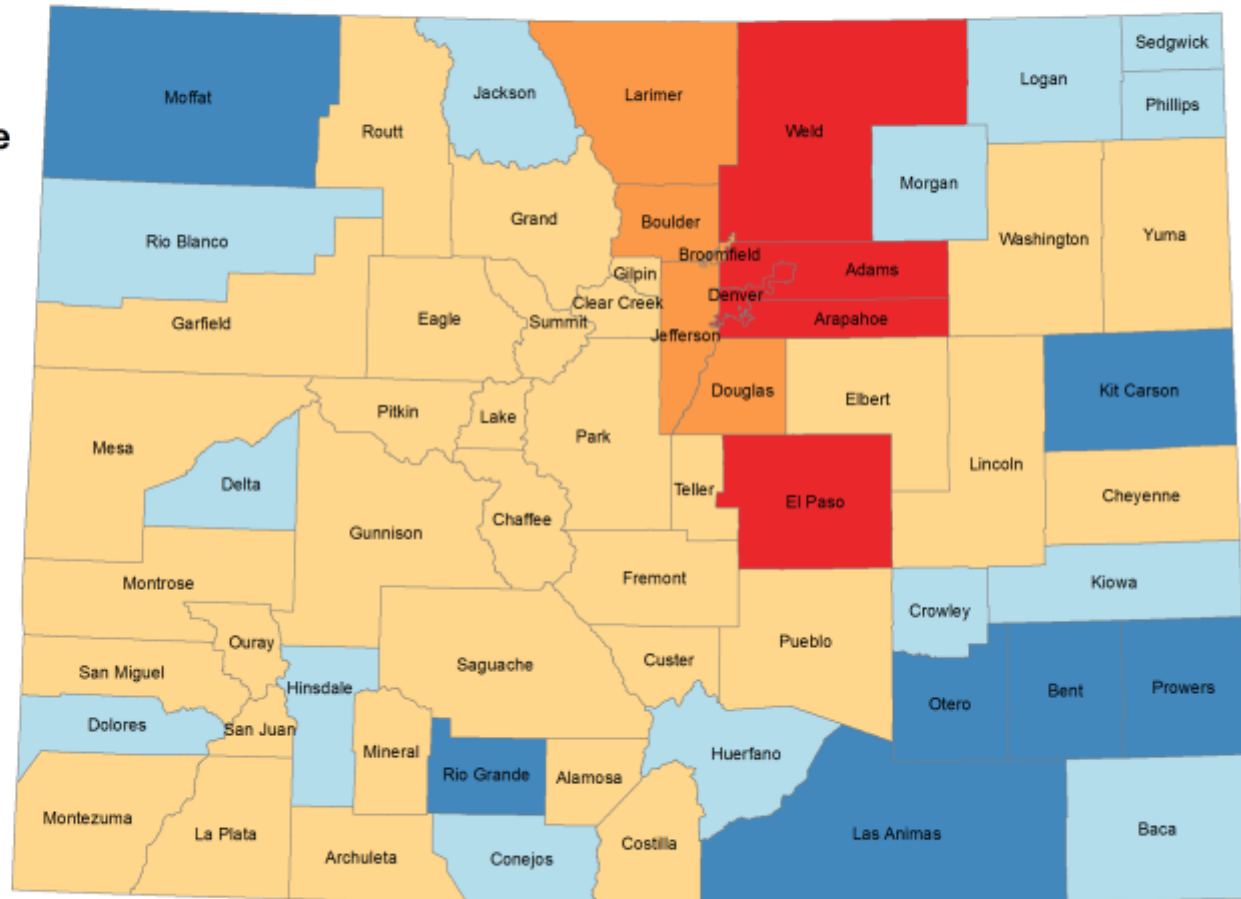 Sedgwick
Moffat
Jackson
Larimer
Logan
Phillips
e
Routt
Weld
Morgan
Grand
Boulder
Washington
Yuma
Rio Blanco
Broomfield
Gilpin
Adams
Clear Creek
Denver
Garfield
Eagle
Summit
Arapahoe
Jefferson
Douglas
Kit Carson
Pitkin
Lake
Elbert
Park
Mesa
Lincoln
Delta
Teller
El Paso
Cheyenne
Chaffee
Gunnison
Montrose
Fremont
Kiowa
Crowley
Ouray
Pueblo
San Miguel
Saguache
Custer
Hinsdale
Otero
Bent
Prowers
Dolores
San Juan
Mineral
Huerfano
Rio Grande
Alamosa
Montezuma
La Plata
Las Animas
Baca
Archuleta
Conejos
Costilla